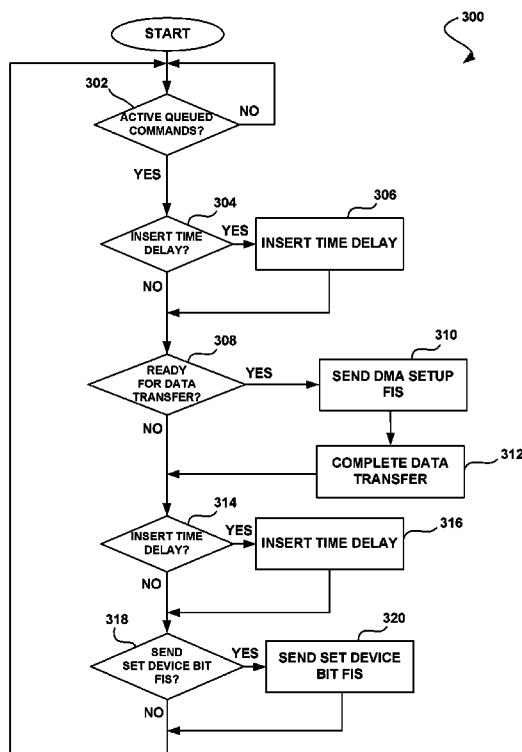 START
300
302
ACTIVE QUEUED
COMMANDS?
NO
YES
304
306
INSERT TIME
DELAY?
YES
INSERT TIME DELAY
NO
308
310
READY
FOR DATA
TRANSFER?
YES
SEND DMA SETUP
FIS
NO
COMPLETE DATA
TRANSFER
312
314
INSERT TIME
DELAY?
YES
INSERT TIME DELAY
316
NO
318
320
SEND
SET DEVICE BIT
FIS?
YES
SEND SET DEVICE
BIT FIS
NO